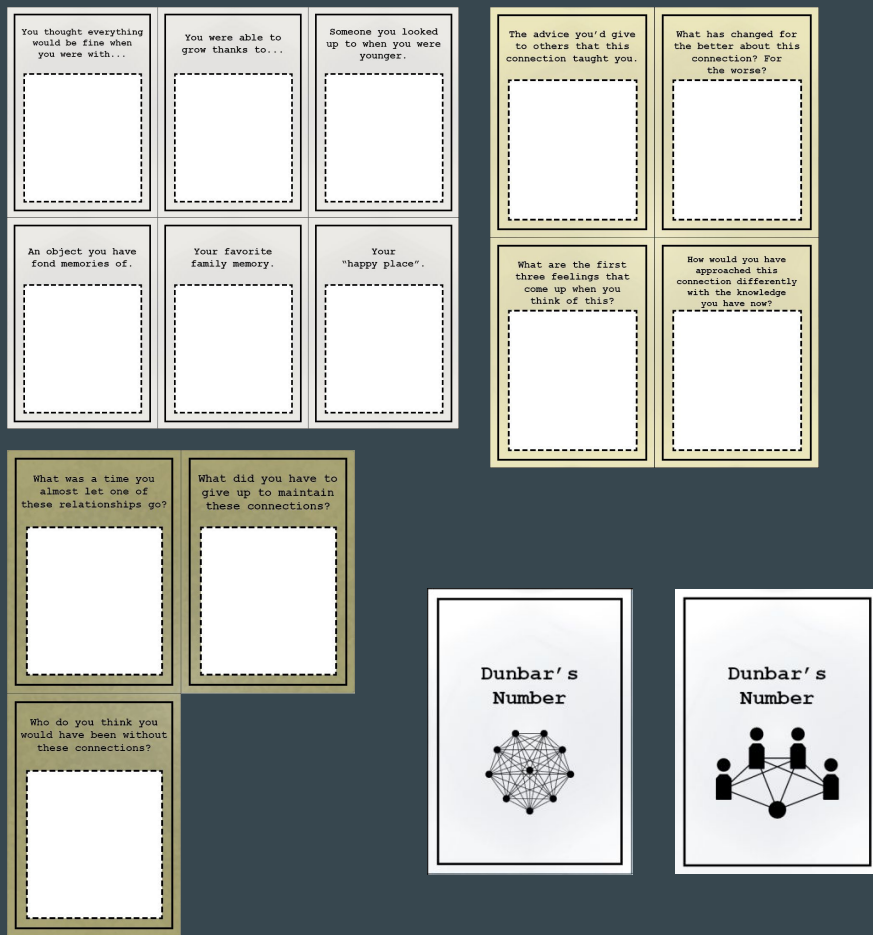 You thought everything
would be fine when
you were with...
You were able to
grow thanks to...
Someone you looked
up to when you were
younger.
An object you have
fond memories of.
Your favorite
family memory.
Your
“happy place”.
The advice you’d give
to others that this
connection taught you.
What has changed for
the better about this
connection? For
the worse?
What are the first
three feelings that
come up when you
think of this?
How would you have
approached this
connection differently
with the knowledge
you have now?
What was a time you
almost let one of
these relationships go?
What did you have to
give up to maintain
these connections?
Who do you think you
would have been without
these connections?
Dunbar’s
Number
Dunbar’s
Number